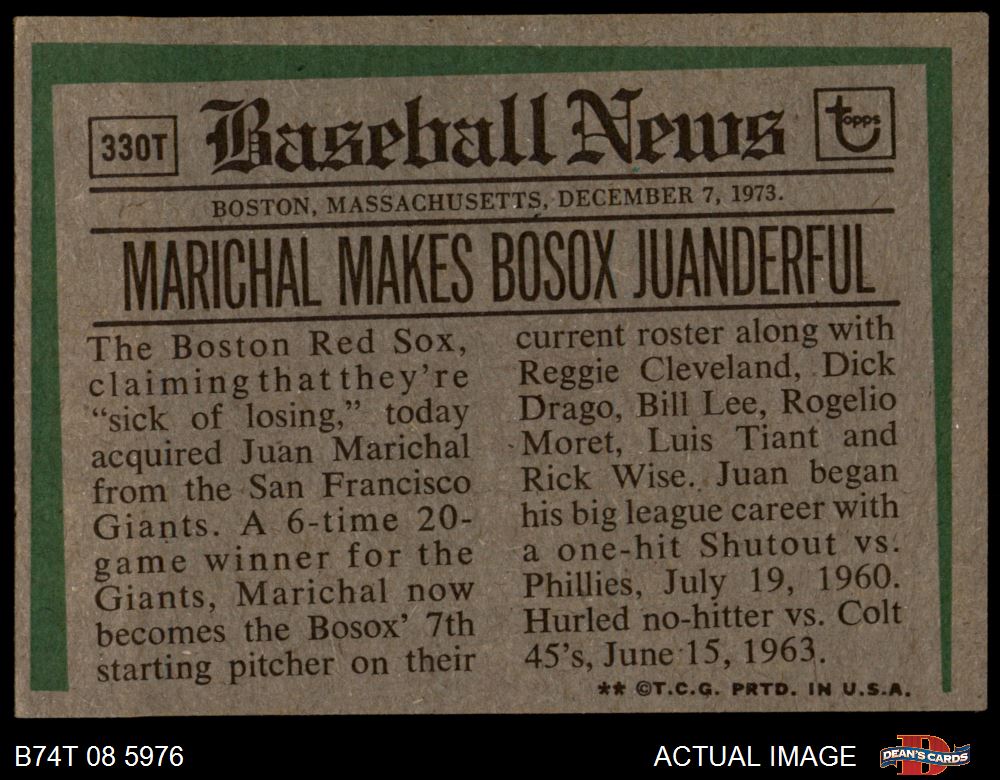 330T
Baseball News
topps
BOSTON, MASSACHUSETTS, DECEMBER 7, 1973.
MARICHAL MAKES BOSOX JUANDERFUL
The Boston Red Sox,
claiming that they're
“sick of losing,” today
acquired Juan Marichal
from the San Francisco
Giants. A 6-time 20-
game winner for the
Giants, Marichal now
becomes the Bosox' 7th
starting pitcher on their
current roster along with
Reggie Cleveland, Dick
Drago, Bill Lee, Rogelio
Moret, Luis Tiant and
Rick Wise. Juan began
his big league career with
a one-hit Shutout vs.
Phillies, July 19, 1960.
Hurled no-hitter vs. Colt
45's, June 15, 1963.
** ©T.C.G. PRTD. IN U.S.A.
B74T 08 5976
ACTUAL IMAGE
DEAN'S CARDS